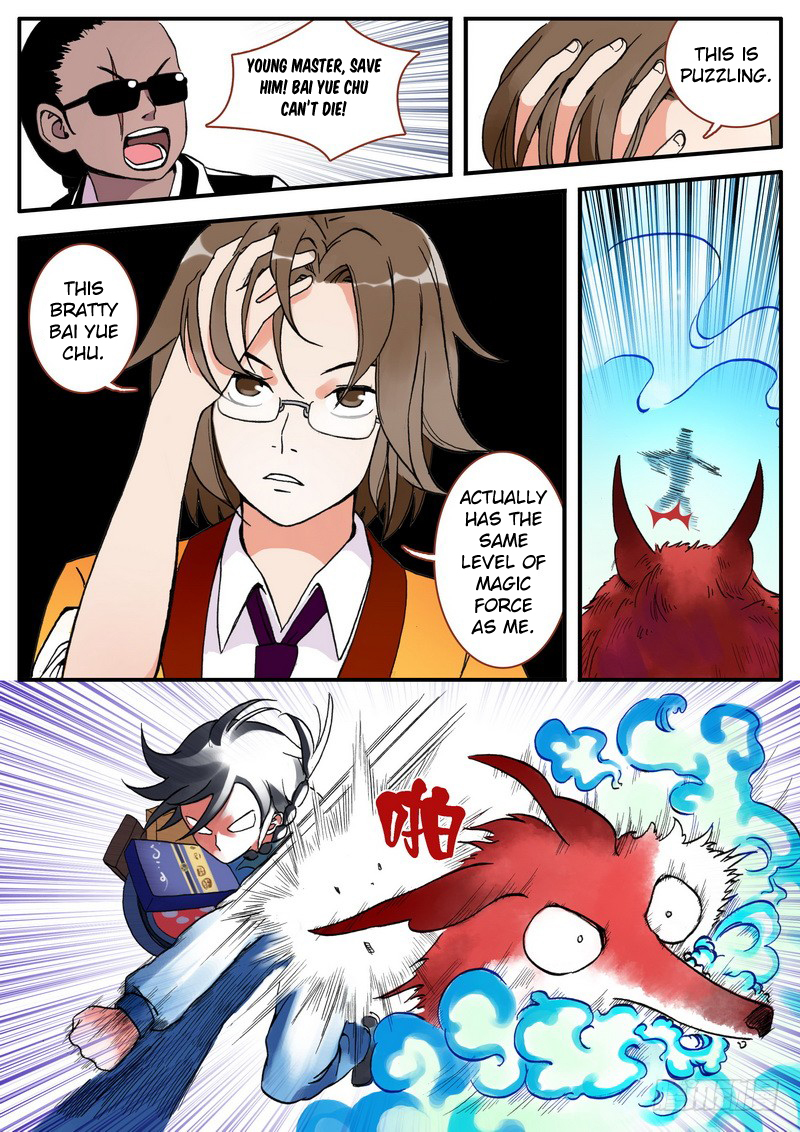 YOUNG MASTER, SAVE
HIM! BAI YUE CHU
CAN'T DIE!
THIS IS
PUZZLING.
THIS
BRATTY
BAI YUE
CHU.
ACTUALLY
HAS THE
SAME
LEVEL OF
MAGIC
FORCE
AS ME.
啪